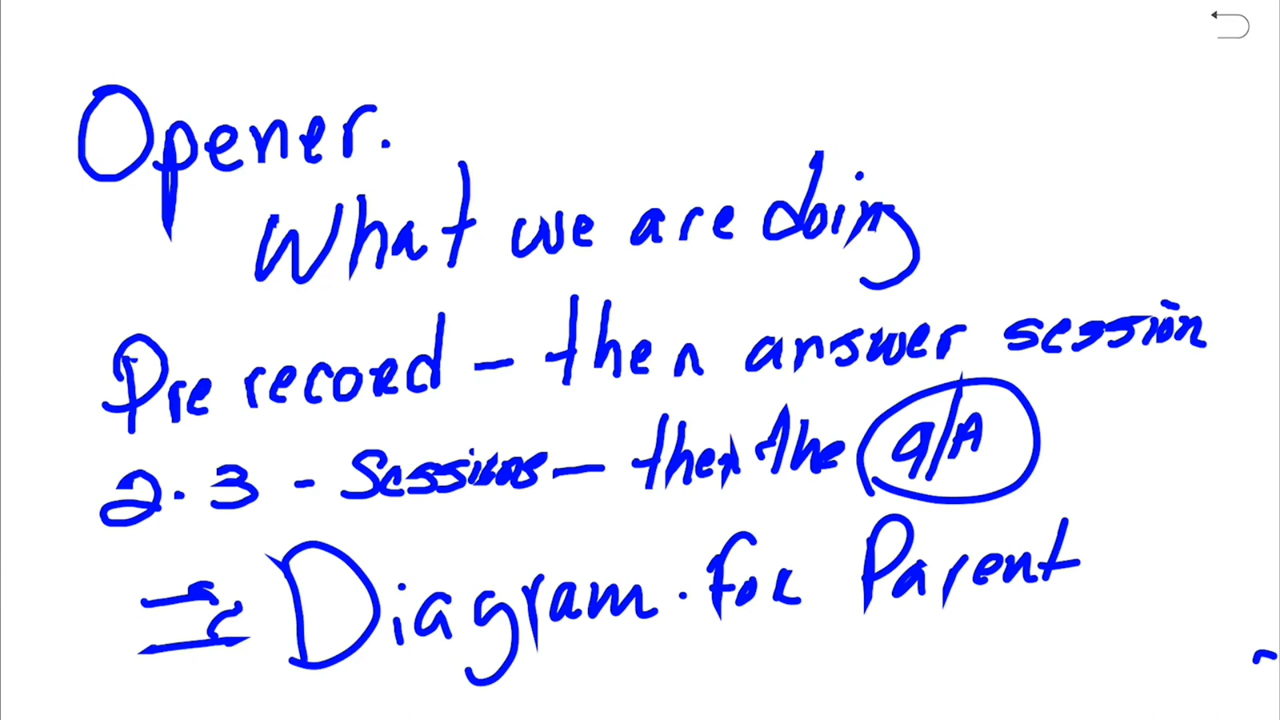 Opener.
What we are doing
Pre record - then answer session
2.3 - Sessions - then the q/A
Diagram. For Parent